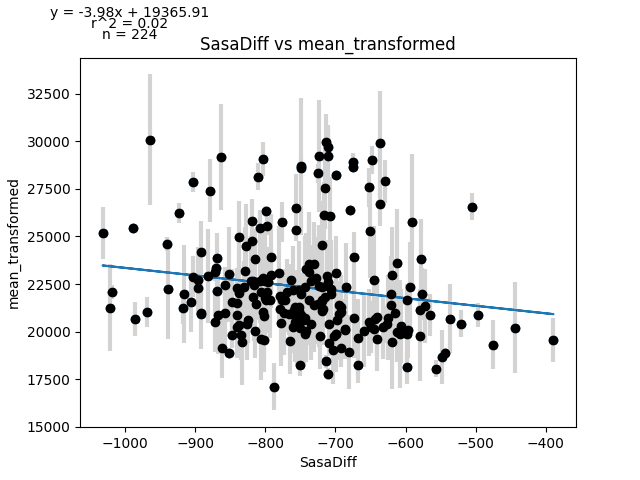 y = -3.98x + 19365.91
r^2 = 0.02
n = 224
SasaDiff vs mean_transformed
mean_transformed
32500
30000
27500
25000
22500
20000
17500
15000
−1000
−900
−800
−700
−600
−500
−400
SasaDiff